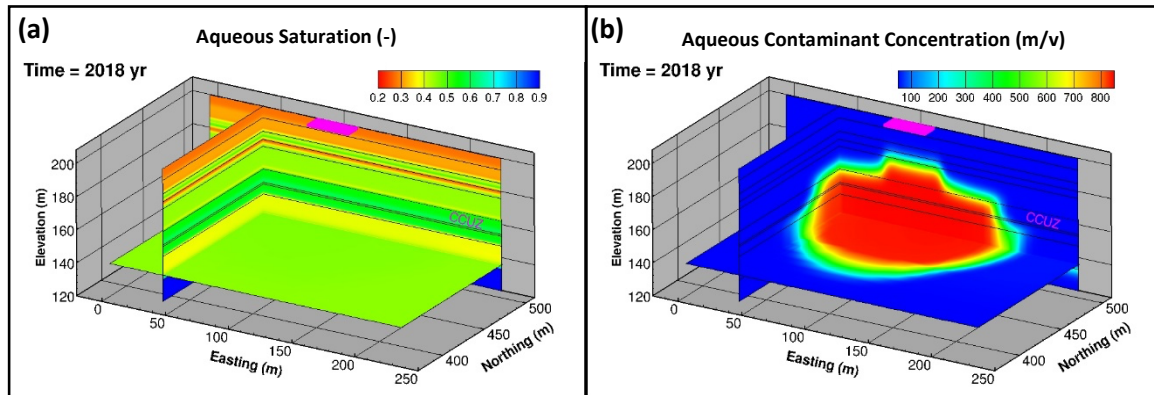 (a)
Aqueous Saturation (-)
Time = 2018 yr
0.2 0.3 0.4 0.5 0.6 0.7 0.8 0.9
200
180
160
140
120
Elevation (m)
CCUZ
0 50 100 150 200 250
Easting (m)
400 450 500
Northing (m)
(b)
Aqueous Contaminant Concentration (m/v)
Time = 2018 yr
100 200 300 400 500 600 700 800
200
180
160
140
120
Elevation (m)
CCUZ
0 50 100 150 200 250
Easting (m)
400 450 500
Northing (m)